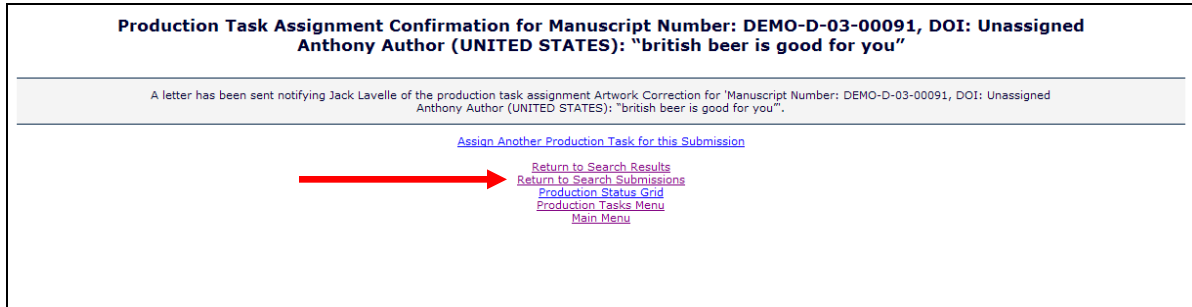 Production Task Assignment Confirmation for Manuscript Number: DEMO-D-03-00091, DOI: Unassigned
Anthony Author (UNITED STATES): “british beer is good for you”
A letter has been sent notifying Jack Lavelle of the production task assignment Artwork Correction for 'Manuscript Number: DEMO-D-03-00091, DOI: Unassigned
Anthony Author (UNITED STATES): “british beer is good for you”'.
Assign Another Production Task for this Submission
Return to Search Results
Return to Search Submissions
Production Status Grid
Production Tasks Menu
Main Menu